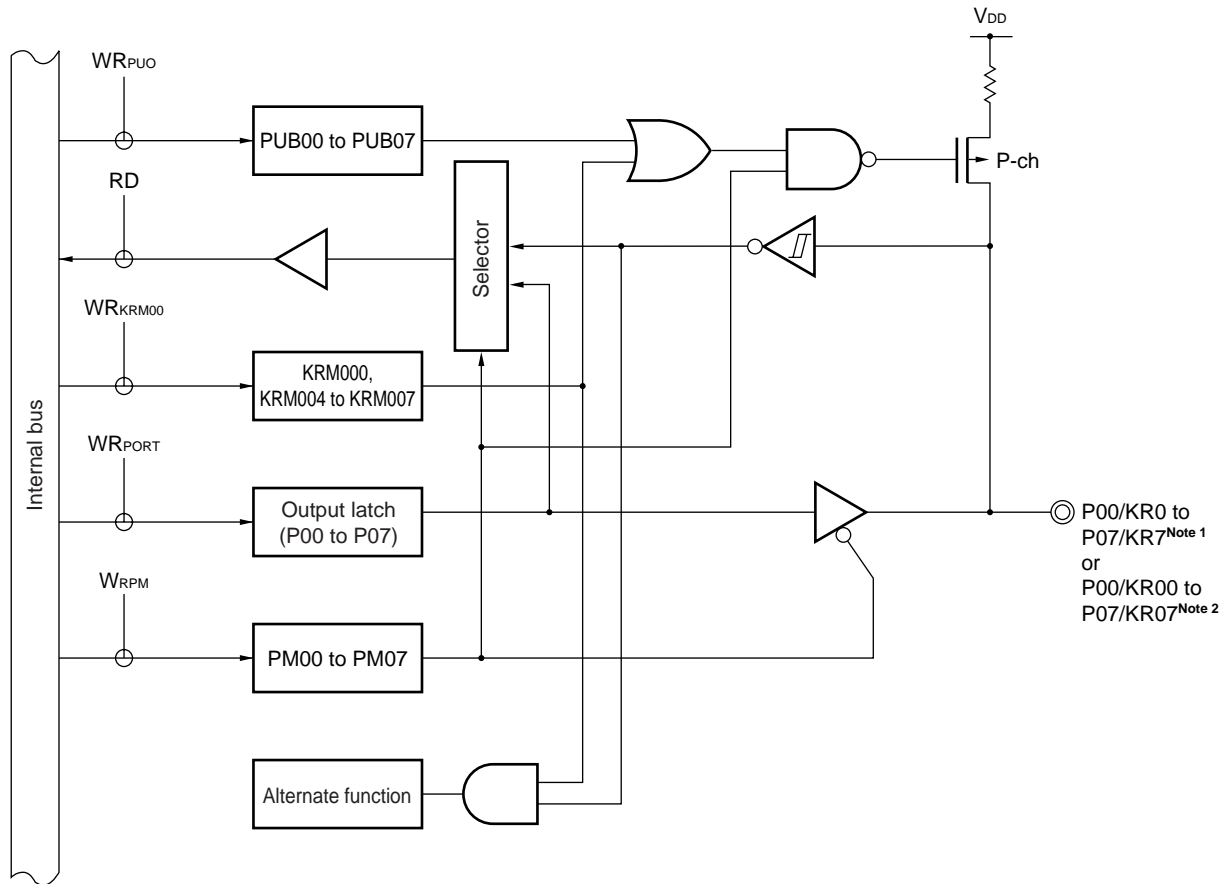 VDD
WRPUO
PUB00 to PUB07
P-ch
RD
Selector
WRKRM00
KRM000,
KRM004 to KRM007
Internal bus
WRPORT
Output latch
(P00 to P07)
P00/KR0 to
P07/KR7Note 1
or
P00/KR00 to
P07/KR07Note 2
WRPM
PM00 to PM07
Alternate function